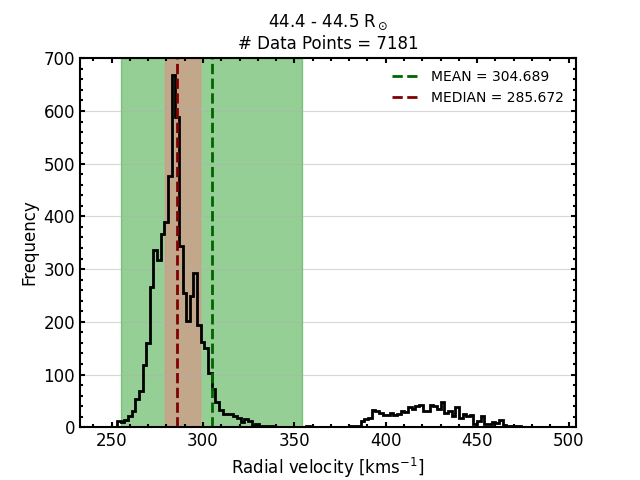 44.4 - 44.5 R⊙
# Data Points = 7181
MEAN = 304.689
MEDIAN = 285.672
700
600
500
400
300
200
100
0
Frequency
250 300 350 400 450 500
Radial velocity [kms⁻¹]